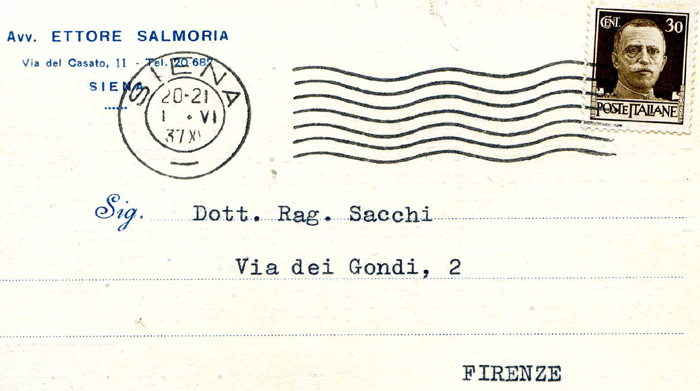 Avv. ETTORE SALMORIA
Via del Casato, 11 - Tel. 20-687
SIENA
SIENA
20-21
1 · VI
37 XV
CENT. 30
POSTE ITALIANE
Sig. Dott. Rag. Sacchi
Via dei Gondi, 2
FIRENZE